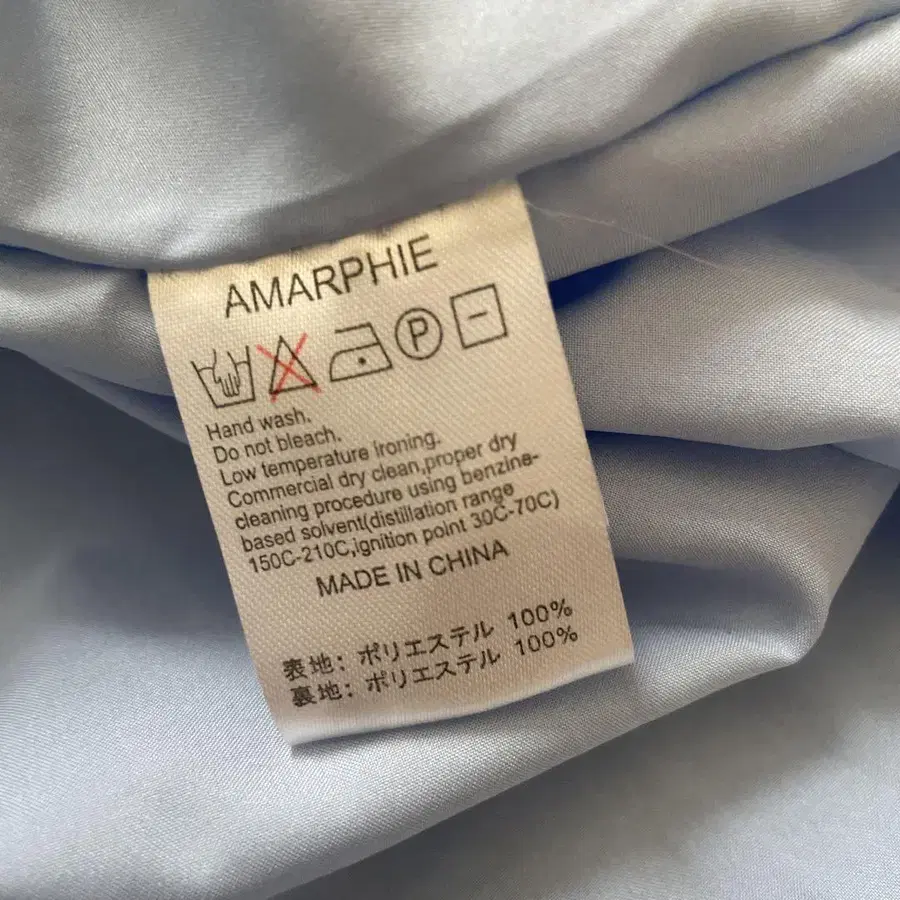 AMARPHIE
P
Hand wash.
Do not bleach.
Low temperature ironing.
Commercial dry clean,proper dry
cleaning procedure using benzine-
based solvent(distillation range
150C-210C,ignition point 30C-70C)
MADE IN CHINA
表地: ポリエステル 100%
裏地: ポリエステル 100%